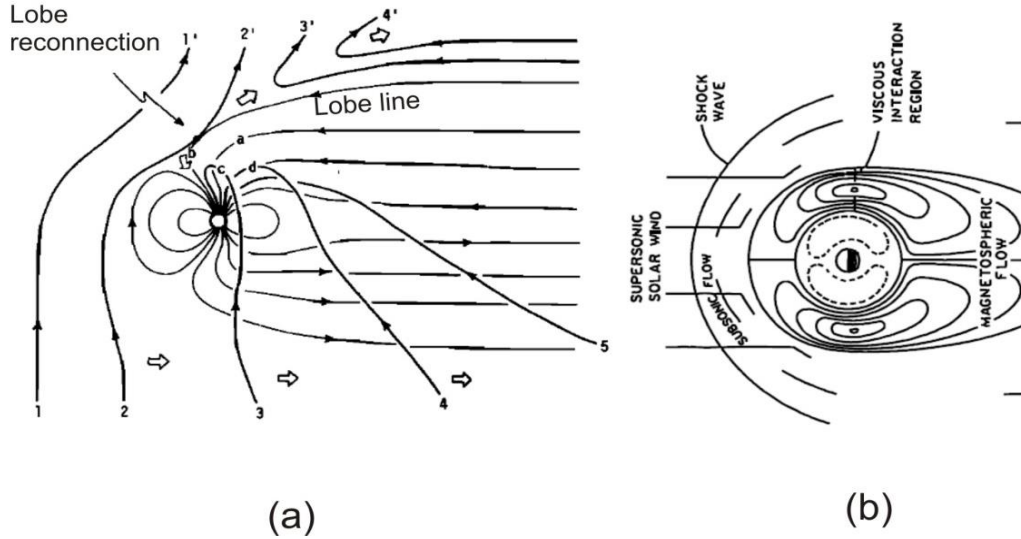 Lobe
reconnection
1'
2'
3'
4'
Lobe line
a
b
c
d
1
2
3
4
5
(a)
SHOCK
WAVE
VISCOUS
INTERACTION
REGION
SUPERSONIC
SOLAR WIND
SUBSONIC FLOW
MAGNETOSPHERIC
FLOW
(b)